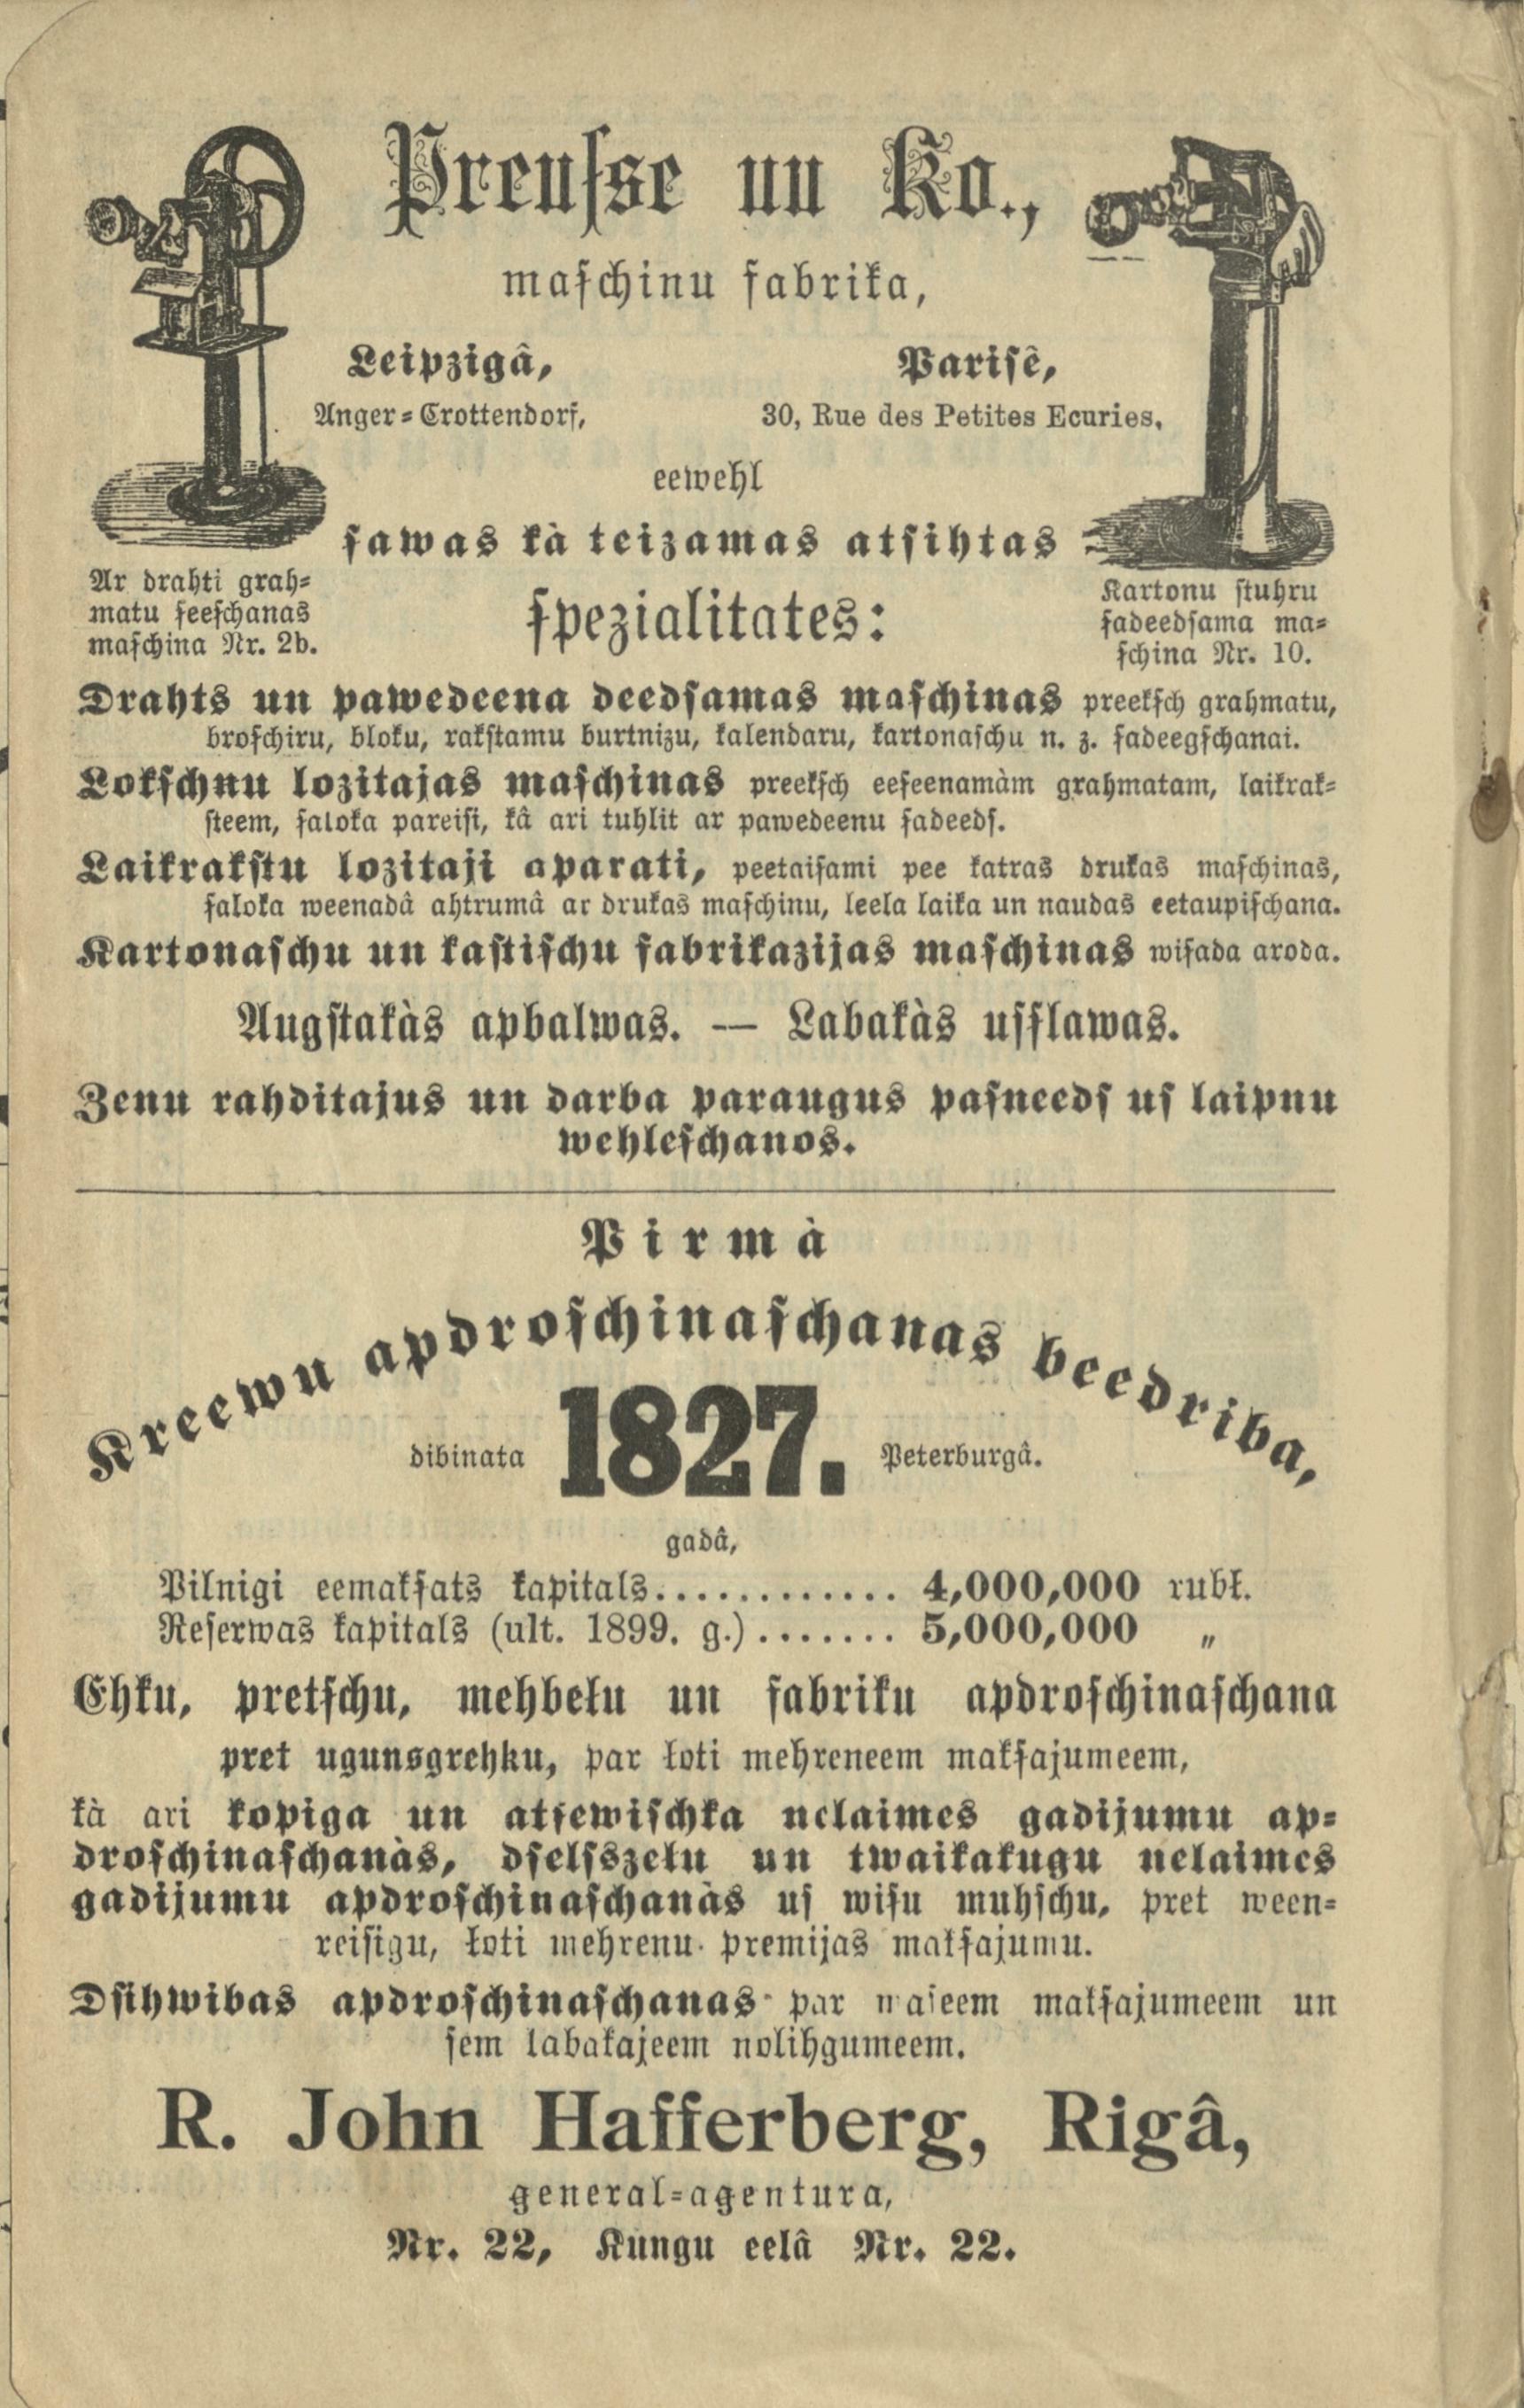 Preuſse un Ko.,
maſchinu fabrika,
Leipzigâ,
Pariſê,
Anger-Crottendorf,
30, Rue des Petites Ecuries,
eewehl
ſawas kà teizamas atſihtas
ſpezialitates:
Ar drahti grah-
matu ſeeſchanas
maſchina Nr. 2b.
Kartonu ſtuhru
ſadeedſama ma-
ſchina Nr. 10.
Drahts un pawedeena deedſamas maſchinas preekſch grahmatu,
broſchiru, bloku, rakſtamu burtnizu, kalendaru, kartonaſchu n. z. ſadeegſchanai.
Lokſchnu lozitajas maſchinas preekſch eeſeenamàm grahmatam, laikrak-
ſteem, ſaloka pareiſi, kâ ari tuhlit ar pawedeenu ſadeedſ.
Laikrakſtu lozitaji aparati, peetaiſami pee katras drukas maſchinas,
ſaloka weenadâ ahtrumâ ar drukas maſchinu, leela laika un naudas eetaupiſchana.
Kartonaſchu un kaſtiſchu fabrikazijas maſchinas wiſada aroda.
Augſtakàs apbalwas. — Labakàs uſſlawas.
Zenu rahditajus un darba paraugus paſneedſ uſ laipnu
wehleſchanos.
Pirmà
Kreewu apdroſchinaſchanas beedriba,
dibinata 1827. Peterburgâ.
gadâ,
Pilnigi eemakſats kapitals............ 4,000,000 rubł.
Reſerwas kapitals (ult. 1899. g.)....... 5,000,000 „
Ehku, pretſchu, mehbełu un fabriku apdroſchinaſchana
pret ugunsgrehku, par łoti mehreneem makſajumeem,
kà ari kopiga un atſewiſchka nelaimes gadijumu ap-
droſchinaſchanàs, dſelſszełu un twaikakugu nelaimes
gadijumu apdroſchinaſchanàs uſ wiſu muhſchu, pret ween-
reiſigu, łoti mehrenu premijas makſajumu.
Dſihwibas apdroſchinaſchanas par maſeem makſajumeem un
ſem labakajeem nolihgumeem.
R. John Hafferberg, Rigâ,
general-agentura,
Nr. 22, Kungu eelâ Nr. 22.